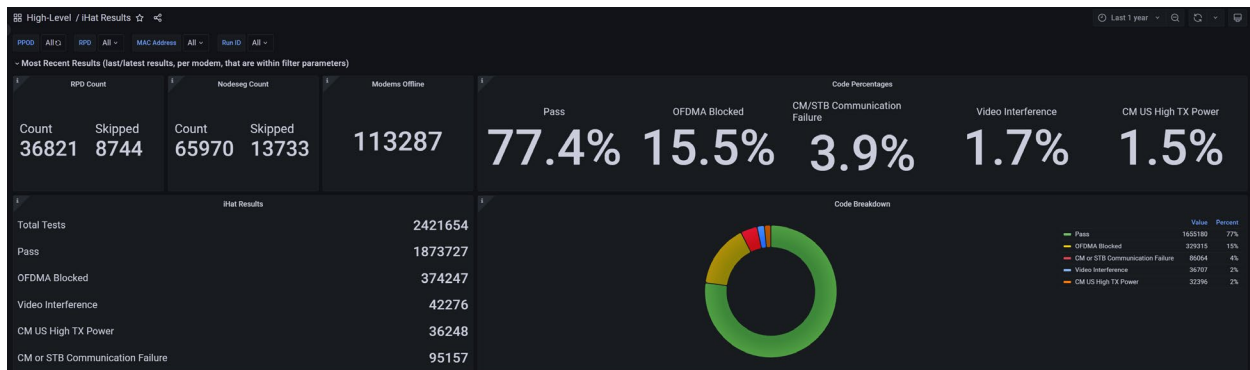 High-Level / iHat Results
Last 1 year
PPOD All RPD All MAC Address All Run ID All
Most Recent Results (last/latest results, per modem, that are within filter parameters)
RPD Count
Count Skipped
36821 8744
Nodeseg Count
Count Skipped
65970 13733
Modems Offline
113287
Code Percentages
Pass
77.4%
OFDMA Blocked
15.5%
CM/STB Communication
Failure
3.9%
Video Interference
1.7%
CM US High TX Power
1.5%
iHat Results
Total Tests 2421654
Pass 1873727
OFDMA Blocked 374247
Video Interference 42276
CM US High TX Power 36248
CM or STB Communication Failure 95157
Code Breakdown
Value Percent
Pass 1655180 77%
OFDMA Blocked 329315 15%
CM or STB Communication Failure 86064 4%
Video Interference 36707 2%
CM US High TX Power 32396 2%